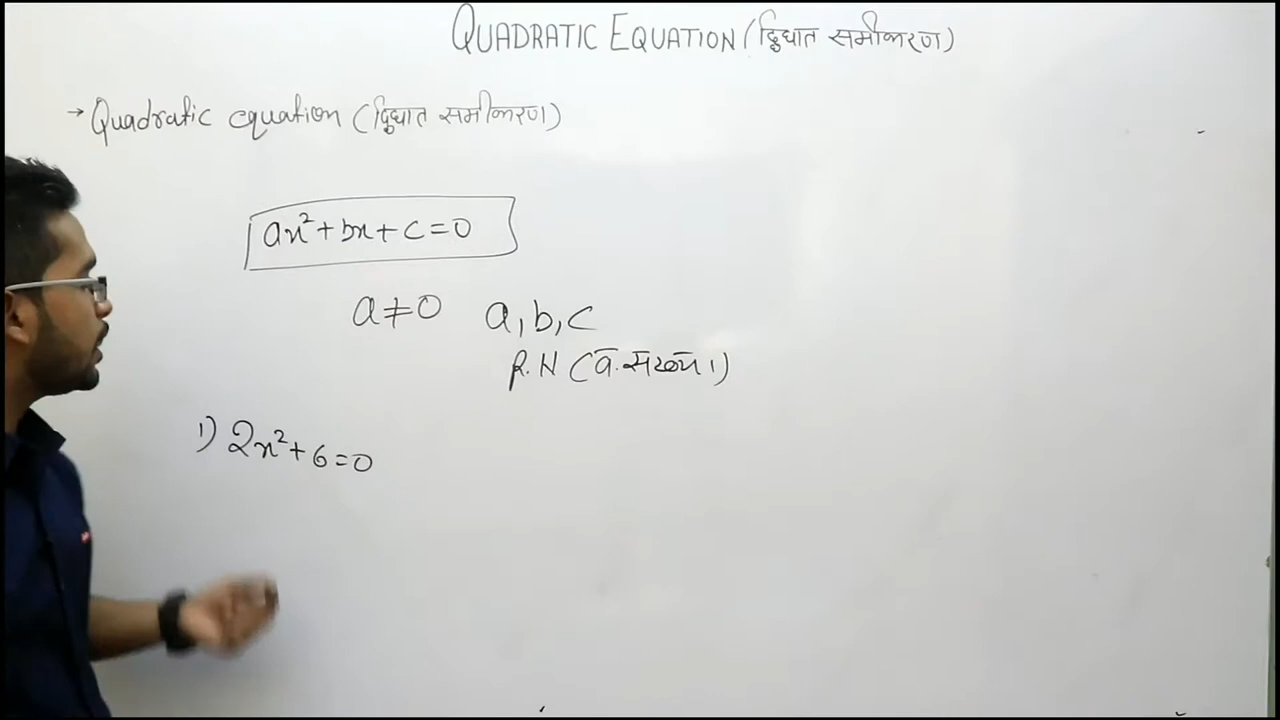 QUADRATIC EQUATION (द्विघात समीकरण)
→ Quadratic equation (द्विघात समीकरण)
ax²+bx+c=0
a≠0 a,b,c
R.N (वा.संख्या)
1) 2x²+6=0